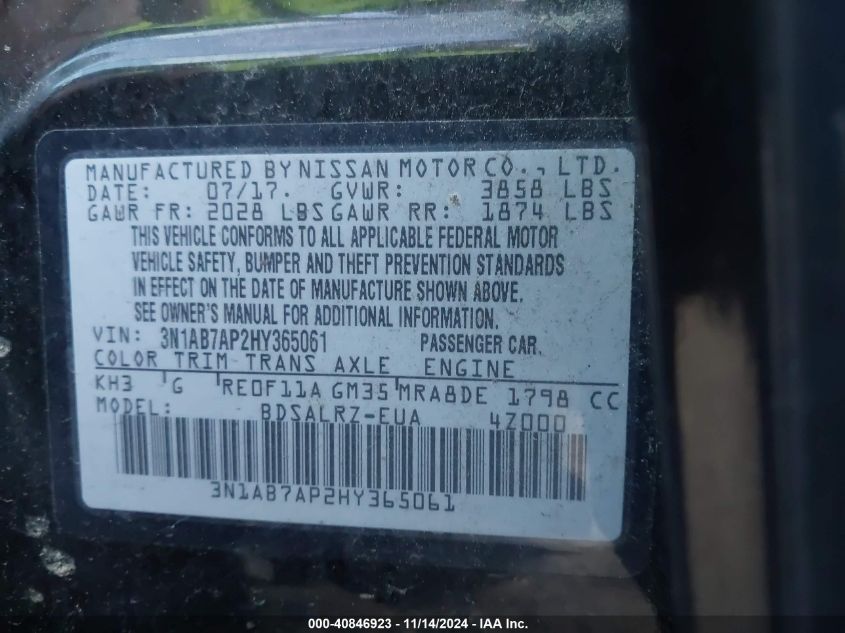 MANUFACTURED BY NISSAN MOTOR CO., LTD.
DATE: 07/17. GVWR: 3858 LBS
GAWR FR: 2028 LBS GAWR RR: 1874 LBS
THIS VEHICLE CONFORMS TO ALL APPLICABLE FEDERAL MOTOR
VEHICLE SAFETY, BUMPER AND THEFT PREVENTION STANDARDS
IN EFFECT ON THE DATE OF MANUFACTURE SHOWN ABOVE.
SEE OWNER'S MANUAL FOR ADDITIONAL INFORMATION.
VIN: 3N1AB7AP2HY365061 PASSENGER CAR.
COLOR TRIM TRANS AXLE ENGINE
KH3 G RE0F11A GM35 MRA8DE 1798 CC
MODEL: BDSALRZ-EUA 4Z000
3N1AB7AP2HY365061
000-40846923 - 11/14/2024 - IAA Inc.